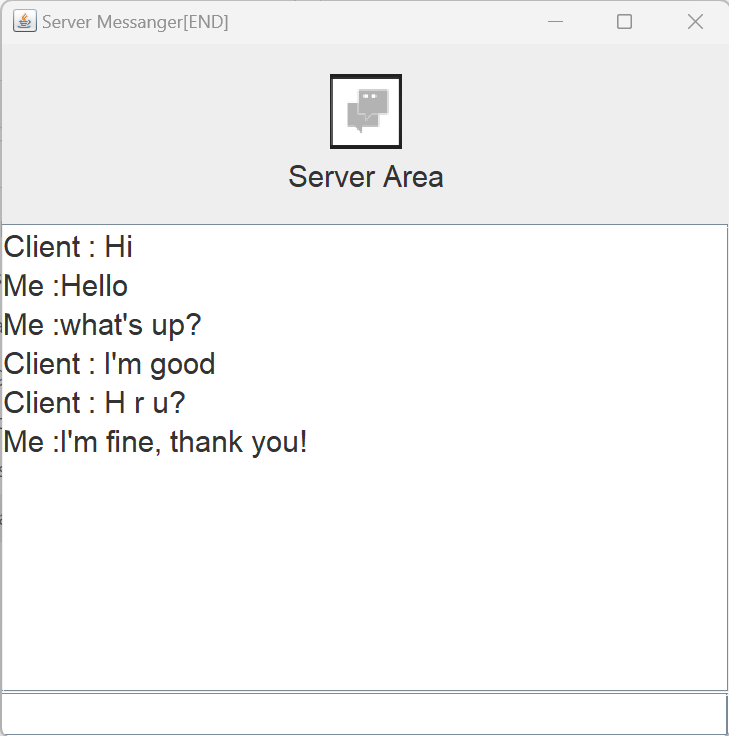 Server Messanger[END]
Server Area
Client : Hi
Me :Hello
Me :what's up?
Client : I'm good
Client : H r u?
Me :I'm fine, thank you!